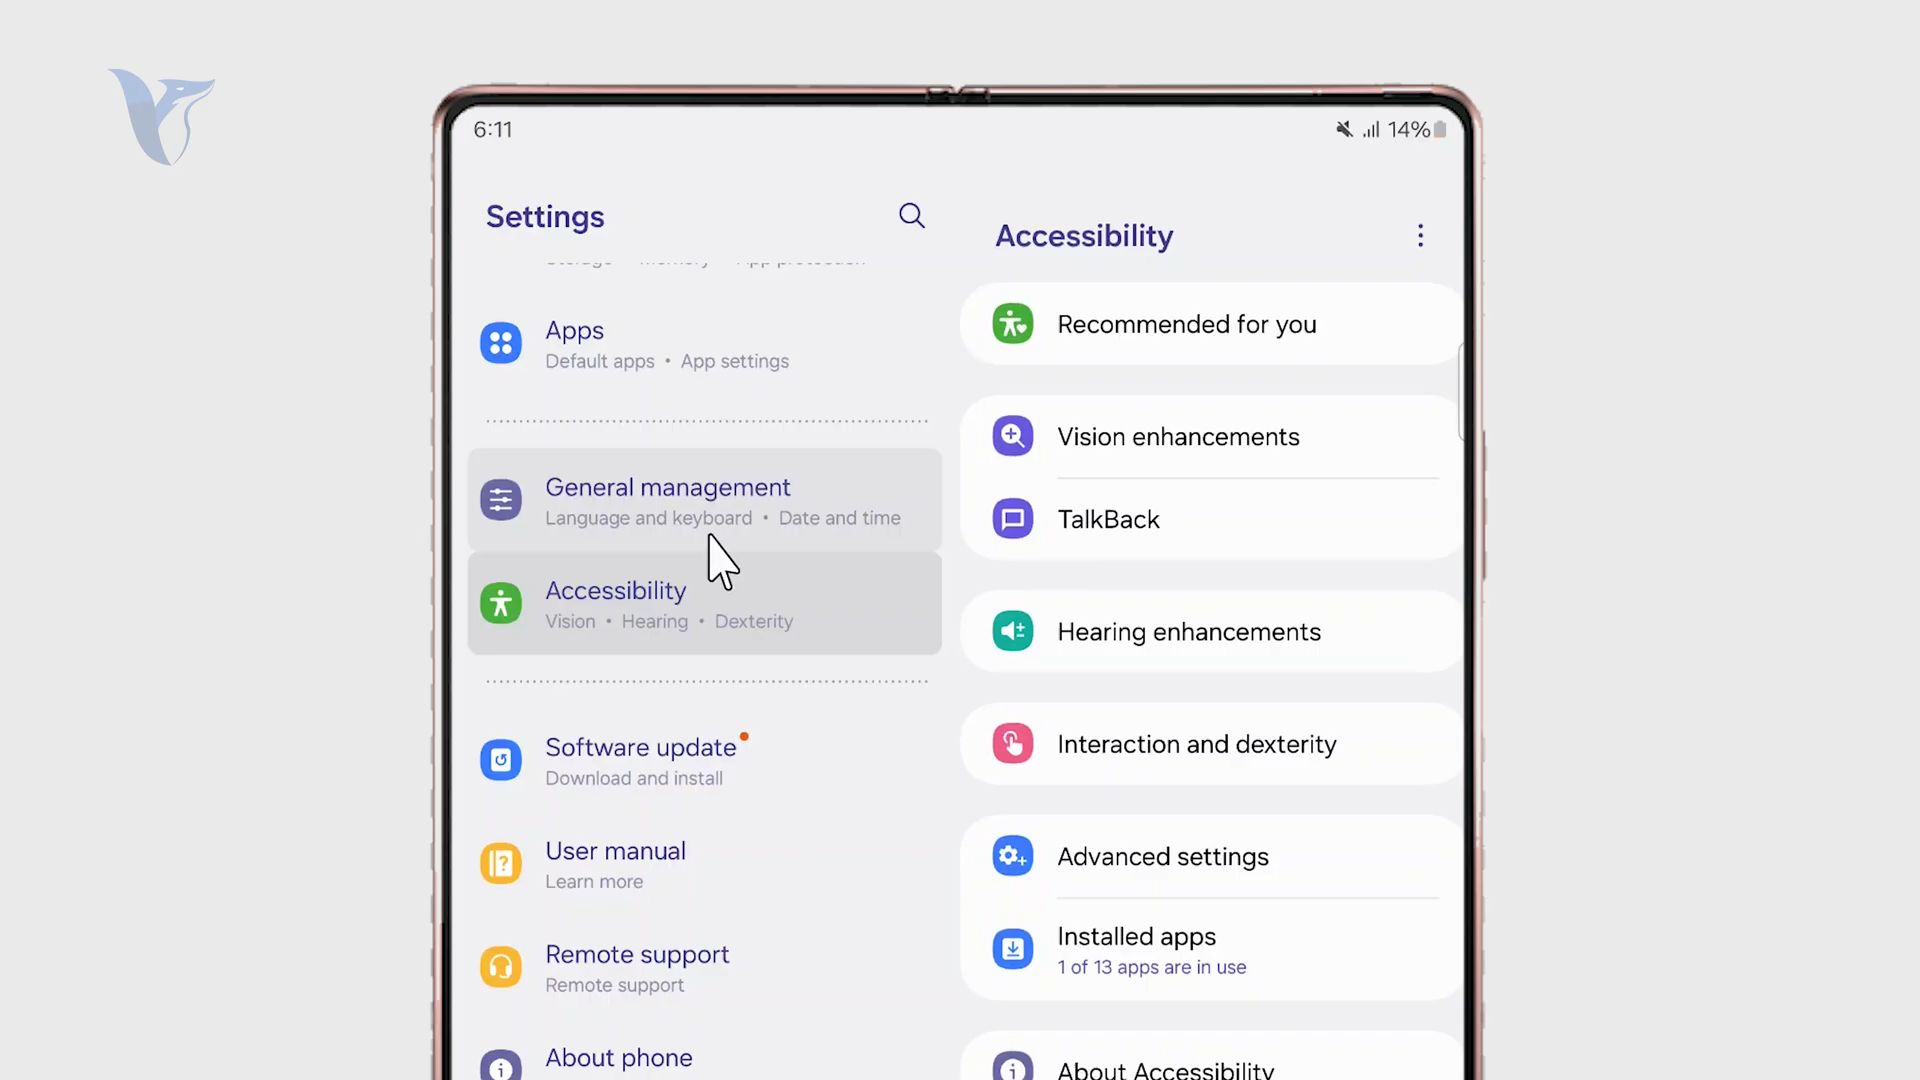 6:11
14%
Settings
Apps
Default apps • App settings
General management
Language and keyboard • Date and time
Accessibility
Vision • Hearing • Dexterity
Software update
Download and install
User manual
Learn more
Remote support
Remote support
About phone
Accessibility
Recommended for you
Vision enhancements
TalkBack
Hearing enhancements
Interaction and dexterity
Advanced settings
Installed apps
1 of 13 apps are in use
About Accessibility